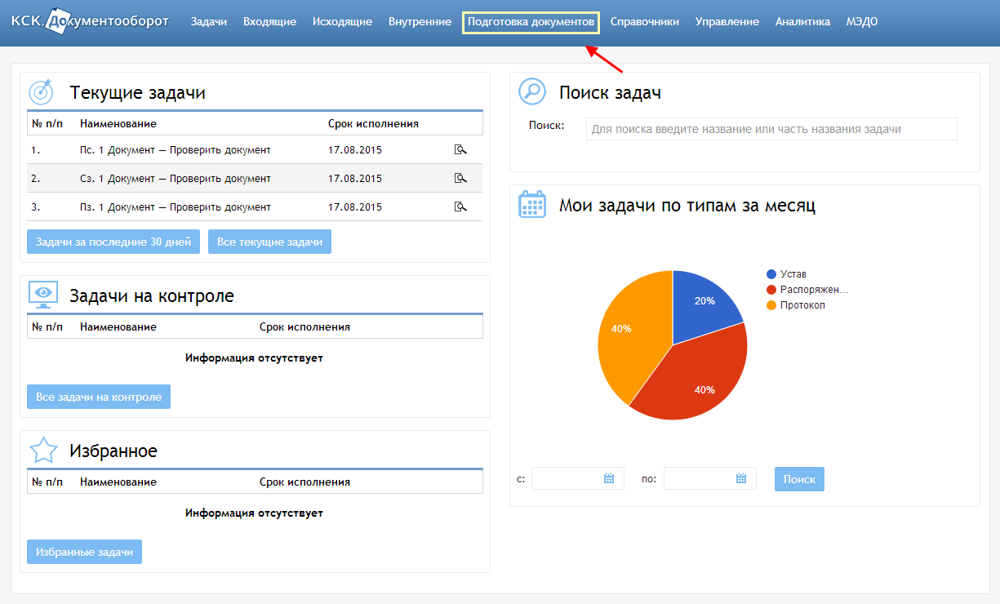 КСК.Документооборот Задачи Входящие Исходящие Внутренние Подготовка документов Справочники Управление Аналитика МЭДО
Текущие задачи
№ п/п Наименование Срок исполнения
1. Пс. 1 Документ — Проверить документ 17.08.2015
2. Сз. 1 Документ — Проверить документ 17.08.2015
3. Пз. 1 Документ — Проверить документ 17.08.2015
Задачи за последние 30 дней Все текущие задачи
Задачи на контроле
№ п/п Наименование Срок исполнения
Информация отсутствует
Все задачи на контроле
Избранное
№ п/п Наименование Срок исполнения
Информация отсутствует
Избранные задачи
Поиск задач
Поиск: Для поиска введите название или часть названия задачи
Мои задачи по типам за месяц
Устав
Распоряжен...
Протокол
20%
40%
40%
с: по: Поиск